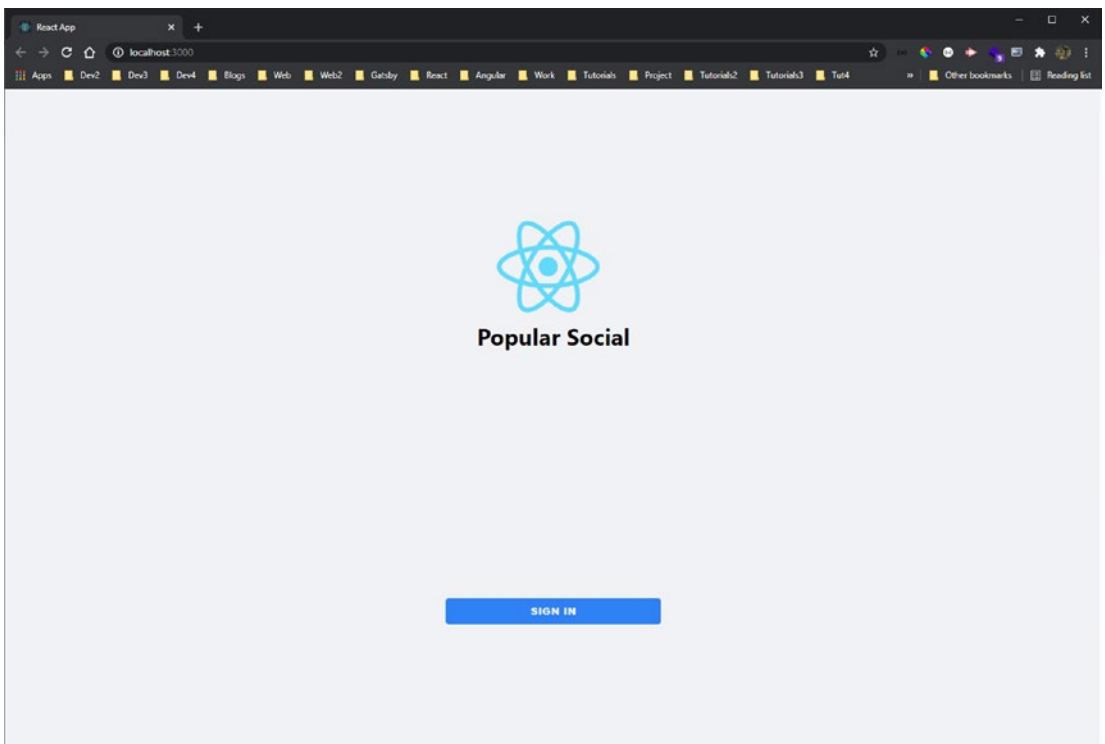 React App
localhost:3000
Apps Dev2 Dev3 Dev4 Blogs Web Web2 Gatsby React Angular Work Tutorials Project Tutorials2 Tutorials3 Tut4 » Other bookmarks Reading list
Popular Social
SIGN IN